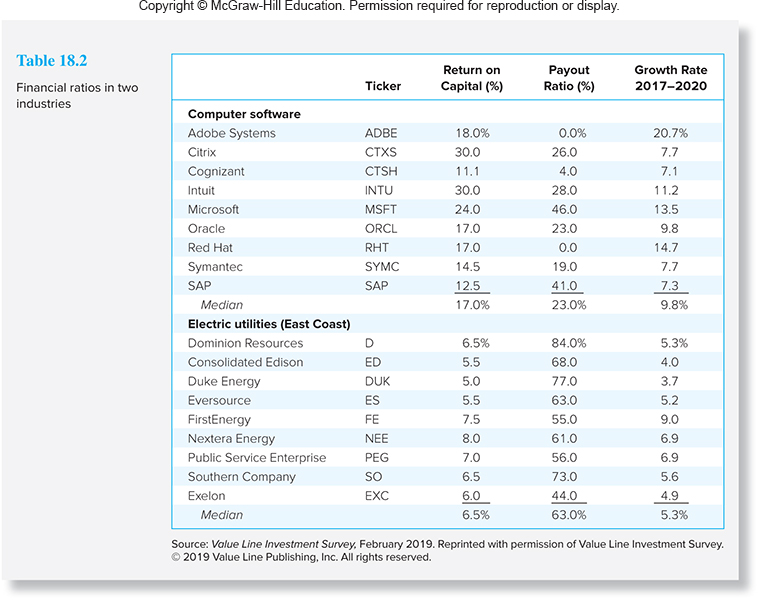 Copyright © McGraw-Hill Education. Permission required for reproduction or display.
Table 18.2
Financial ratios in two
industries
Ticker Return on Capital (%) Payout Ratio (%) Growth Rate 2017–2020
Computer software
Adobe Systems ADBE 18.0% 0.0% 20.7%
Citrix CTXS 30.0 26.0 7.7
Cognizant CTSH 11.1 4.0 7.1
Intuit INTU 30.0 28.0 11.2
Microsoft MSFT 24.0 46.0 13.5
Oracle ORCL 17.0 23.0 9.8
Red Hat RHT 17.0 0.0 14.7
Symantec SYMC 14.5 19.0 7.7
SAP SAP 12.5 41.0 7.3
Median 17.0% 23.0% 9.8%
Electric utilities (East Coast)
Dominion Resources D 6.5% 84.0% 5.3%
Consolidated Edison ED 5.5 68.0 4.0
Duke Energy DUK 5.0 77.0 3.7
Eversource ES 5.5 63.0 5.2
FirstEnergy FE 7.5 55.0 9.0
Nextera Energy NEE 8.0 61.0 6.9
Public Service Enterprise PEG 7.0 56.0 6.9
Southern Company SO 6.5 73.0 5.6
Exelon EXC 6.0 44.0 4.9
Median 6.5% 63.0% 5.3%
Source: Value Line Investment Survey, February 2019. Reprinted with permission of Value Line Investment Survey.
© 2019 Value Line Publishing, Inc. All rights reserved.